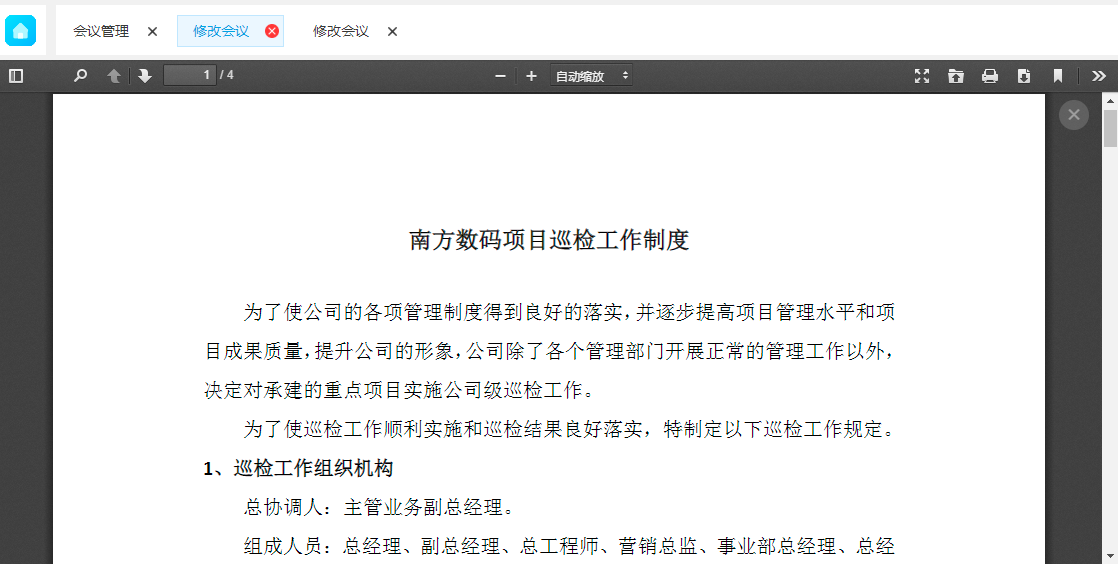 会议管理 修改会议 修改会议
1 / 4 自动缩放
南方数码项目巡检工作制度
为了使公司的各项管理制度得到良好的落实,并逐步提高项目管理水平和项
目成果质量,提升公司的形象,公司除了各个管理部门开展正常的管理工作以外,
决定对承建的重点项目实施公司级巡检工作。
为了使巡检工作顺利实施和巡检结果良好落实，特制定以下巡检工作规定。
1、巡检工作组织机构
总协调人：主管业务副总经理。
组成人员：总经理、副总经理、总工程师、营销总监、事业部总经理、总经